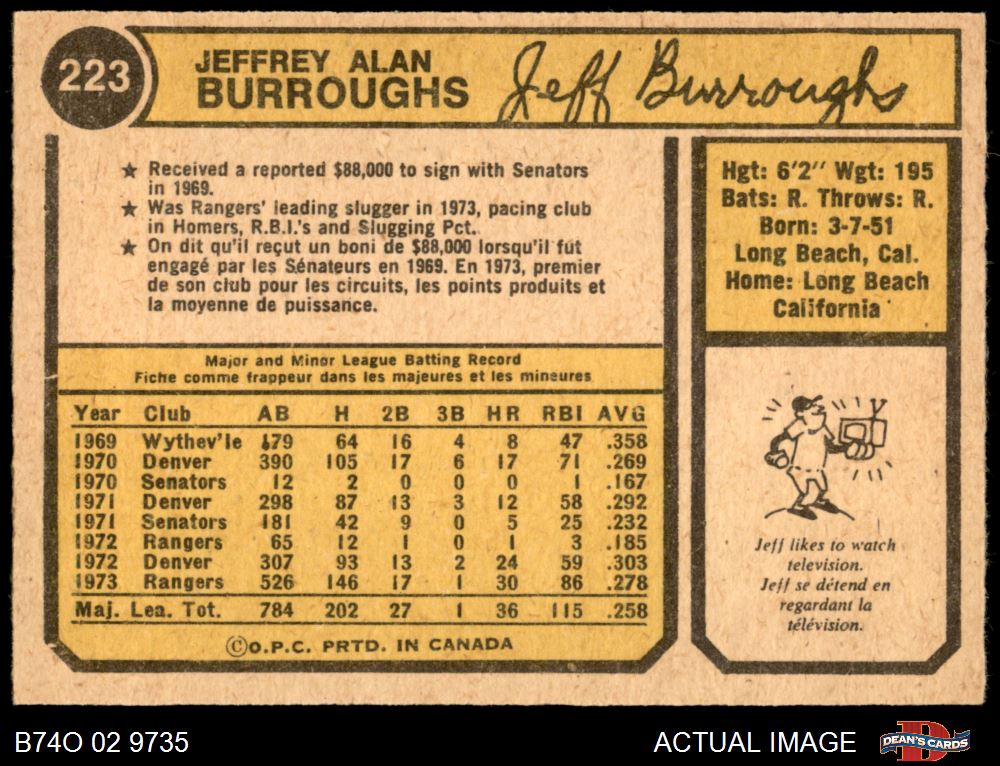 223
JEFFREY ALAN
BURROUGHS
Jeff Burroughs
★ Received a reported $88,000 to sign with Senators
in 1969.
★ Was Rangers' leading slugger in 1973, pacing club
in Homers, R.B.I.'s and Slugging Pct.
★ On dit qu'il reçut un boni de $88,000 lorsqu'il fut
engagé par les Sénateurs en 1969. En 1973, premier
de son club pour les circuits, les points produits et
la moyenne de puissance.
Hgt: 6'2" Wgt: 195
Bats: R. Throws: R.
Born: 3-7-51
Long Beach, Cal.
Home: Long Beach
California
Major and Minor League Batting Record
Fiche comme frappeur dans les majeures et les mineures
Year Club AB H 2B 3B HR RBI AVG
1969 Wythev'le 179 64 16 4 8 47 .358
1970 Denver 390 105 17 6 17 71 .269
1970 Senators 12 2 0 0 0 1 .167
1971 Denver 298 87 13 3 12 58 .292
1971 Senators 181 42 9 0 5 25 .232
1972 Rangers 65 12 1 0 1 3 .185
1972 Denver 307 93 13 2 24 59 .303
1973 Rangers 526 146 17 1 30 86 .278
Maj. Lea. Tot. 784 202 27 1 36 115 .258
©O.P.C. PRTD. IN CANADA
Jeff likes to watch
television.
Jeff se détend en
regardant la
télévision.
B74O 02 9735
ACTUAL IMAGE
DEAN'S CARDS